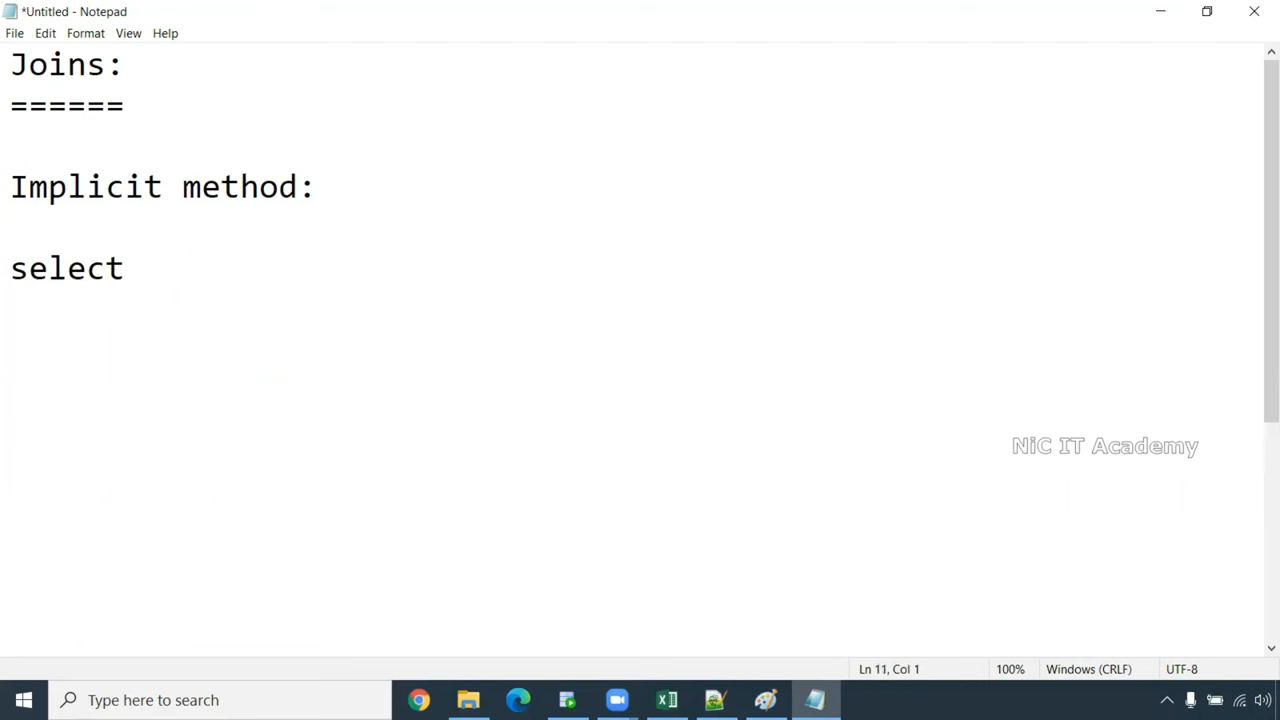 *Untitled - Notepad
File Edit Format View Help
Joins:
======
Implicit method:
select
NiC IT Academy
Ln 11, Col 1 100% Windows (CRLF) UTF-8
Type here to search